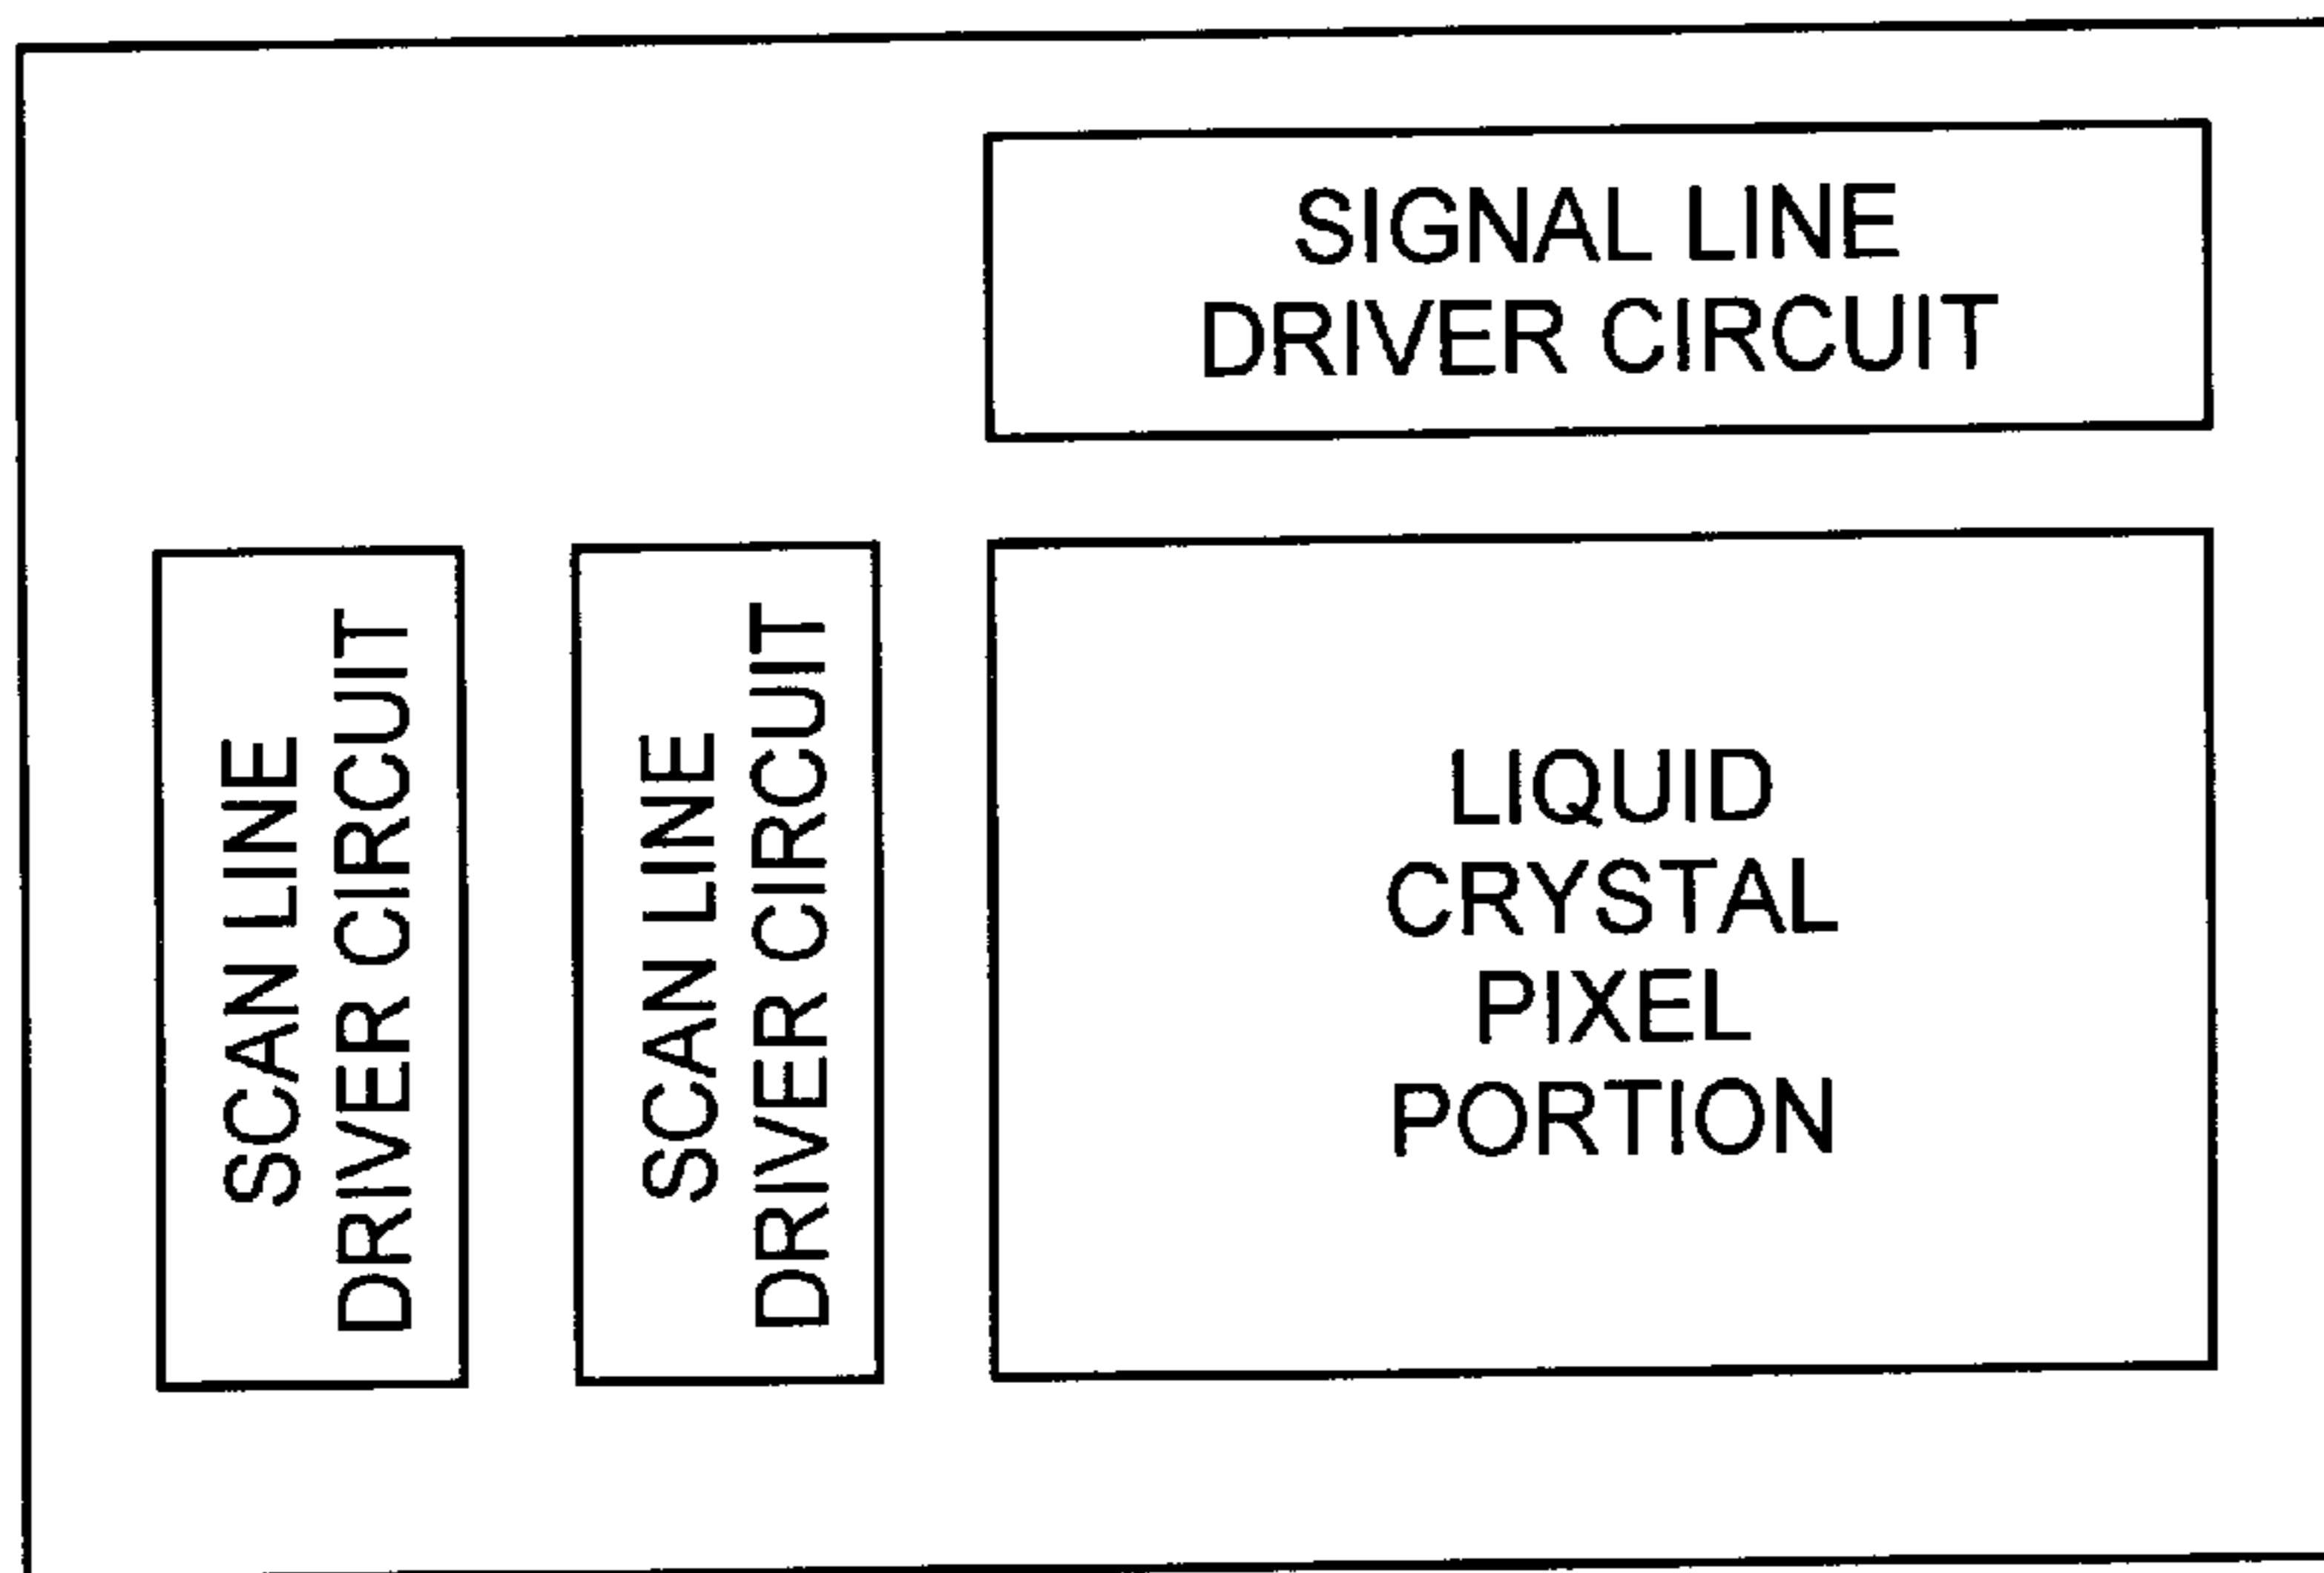 SIGNAL LINE
DRIVER CIRCUIT
SCAN LINE
DRIVER CIRCUIT
SCAN LINE
DRIVER CIRCUIT
LIQUID
CRYSTAL
PIXEL
PORTION